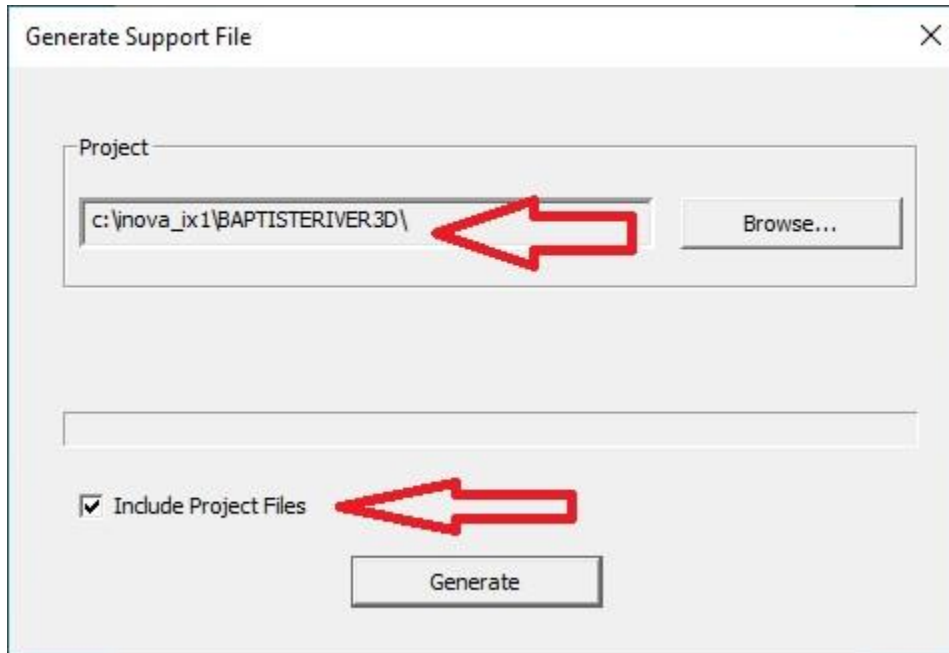 Generate Support File
Project
c:\inova_ix1\BAPTISTERIVER3D\
Browse...
Include Project Files
Generate